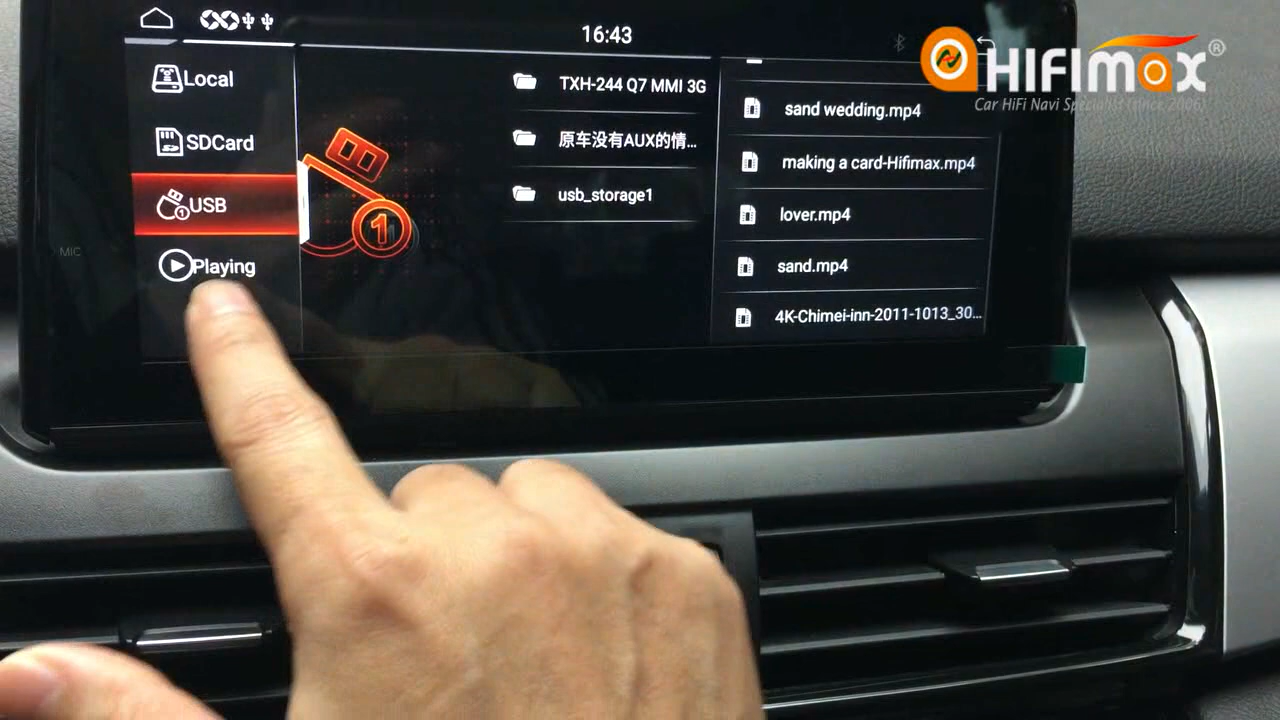 16:43
HIFIMAX®
Car HiFi Navi Specialist (since 2006)
Local
SDCard
USB
1
Playing
1
TXH-244 Q7 MMI 3G
原车没有AUX的情...
usb_storage1
sand wedding.mp4
making a card-Hifimax.mp4
lover.mp4
sand.mp4
4K-Chimei-inn-2011-1013_30...
MIC